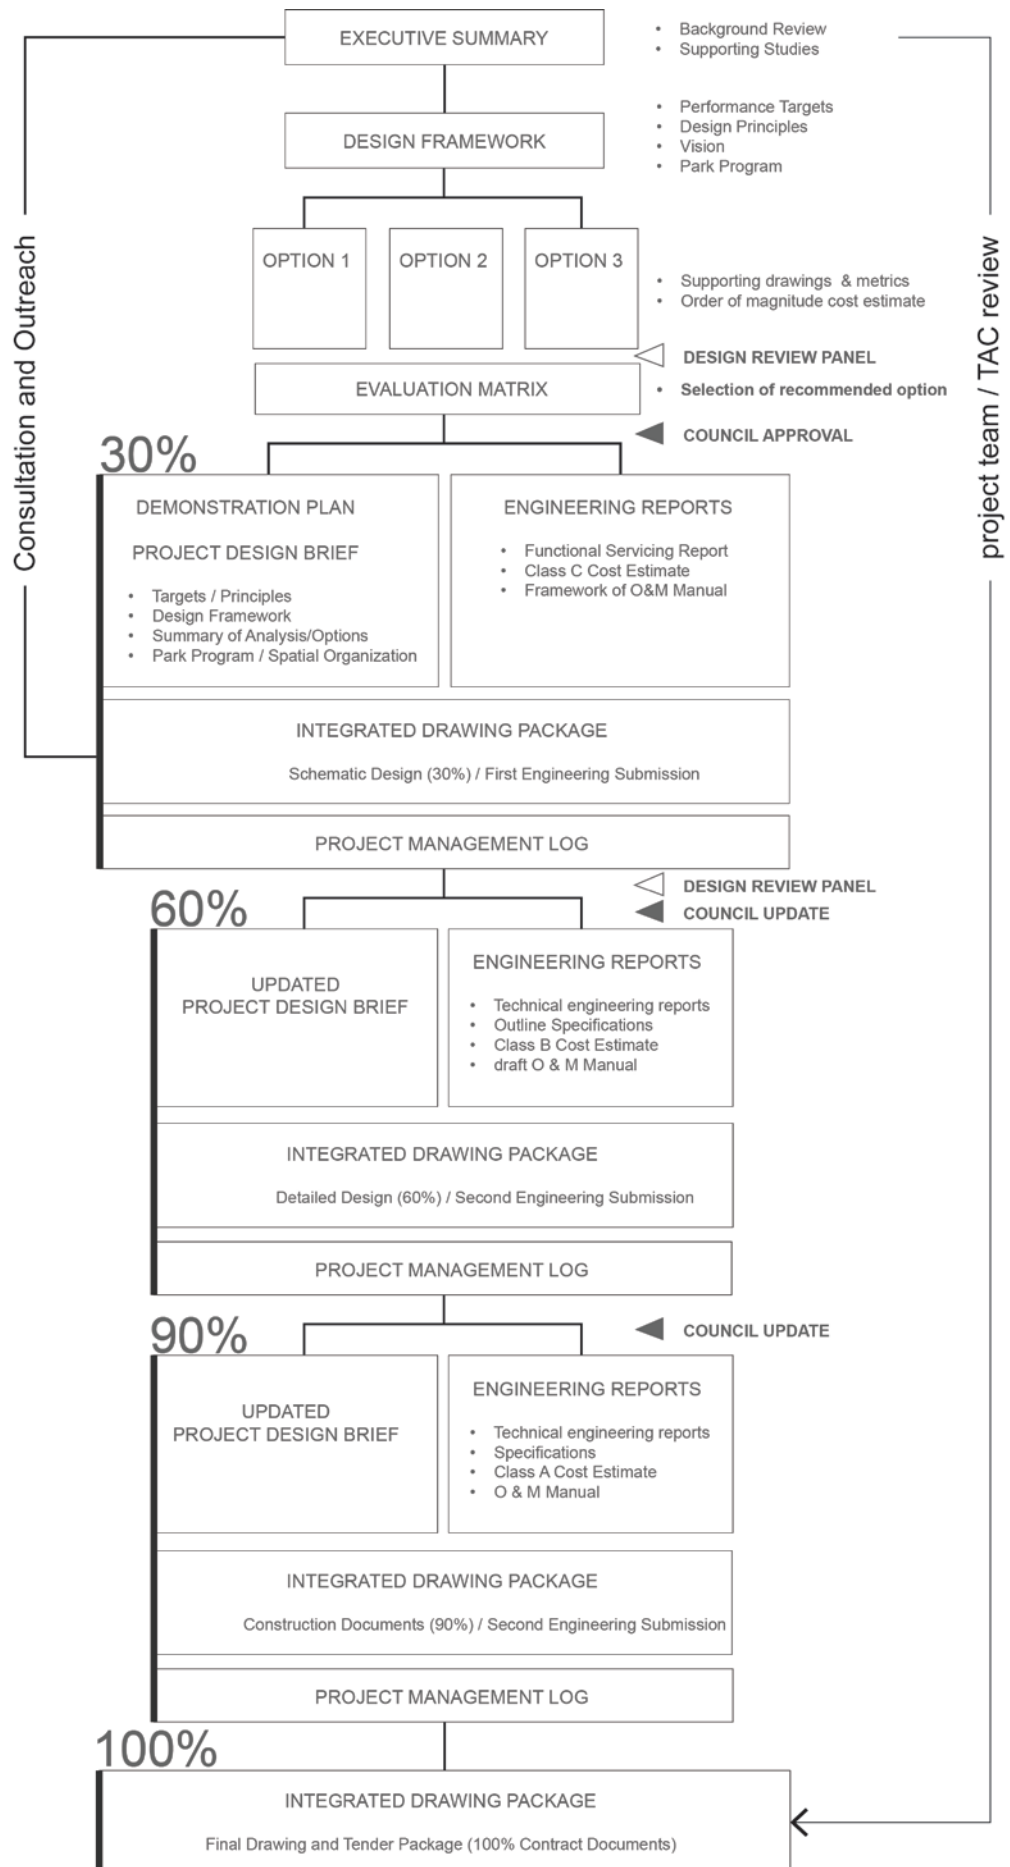 EXECUTIVE SUMMARY
• Background Review
• Supporting Studies
DESIGN FRAMEWORK
• Performance Targets
• Design Principles
• Vision
• Park Program
OPTION 1
OPTION 2
OPTION 3
• Supporting drawings & metrics
• Order of magnitude cost estimate
DESIGN REVIEW PANEL
EVALUATION MATRIX
• Selection of recommended option
COUNCIL APPROVAL
Consultation and Outreach
project team / TAC review
30%
DEMONSTRATION PLAN
PROJECT DESIGN BRIEF
• Targets / Principles
• Design Framework
• Summary of Analysis/Options
• Park Program / Spatial Organization
ENGINEERING REPORTS
• Functional Servicing Report
• Class C Cost Estimate
• Framework of O&M Manual
INTEGRATED DRAWING PACKAGE
Schematic Design (30%) / First Engineering Submission
PROJECT MANAGEMENT LOG
DESIGN REVIEW PANEL
COUNCIL UPDATE
60%
UPDATED
PROJECT DESIGN BRIEF
ENGINEERING REPORTS
• Technical engineering reports
• Outline Specifications
• Class B Cost Estimate
• draft O & M Manual
INTEGRATED DRAWING PACKAGE
Detailed Design (60%) / Second Engineering Submission
PROJECT MANAGEMENT LOG
COUNCIL UPDATE
90%
UPDATED
PROJECT DESIGN BRIEF
ENGINEERING REPORTS
• Technical engineering reports
• Specifications
• Class A Cost Estimate
• O & M Manual
INTEGRATED DRAWING PACKAGE
Construction Documents (90%) / Second Engineering Submission
PROJECT MANAGEMENT LOG
100%
INTEGRATED DRAWING PACKAGE
Final Drawing and Tender Package (100% Contract Documents)